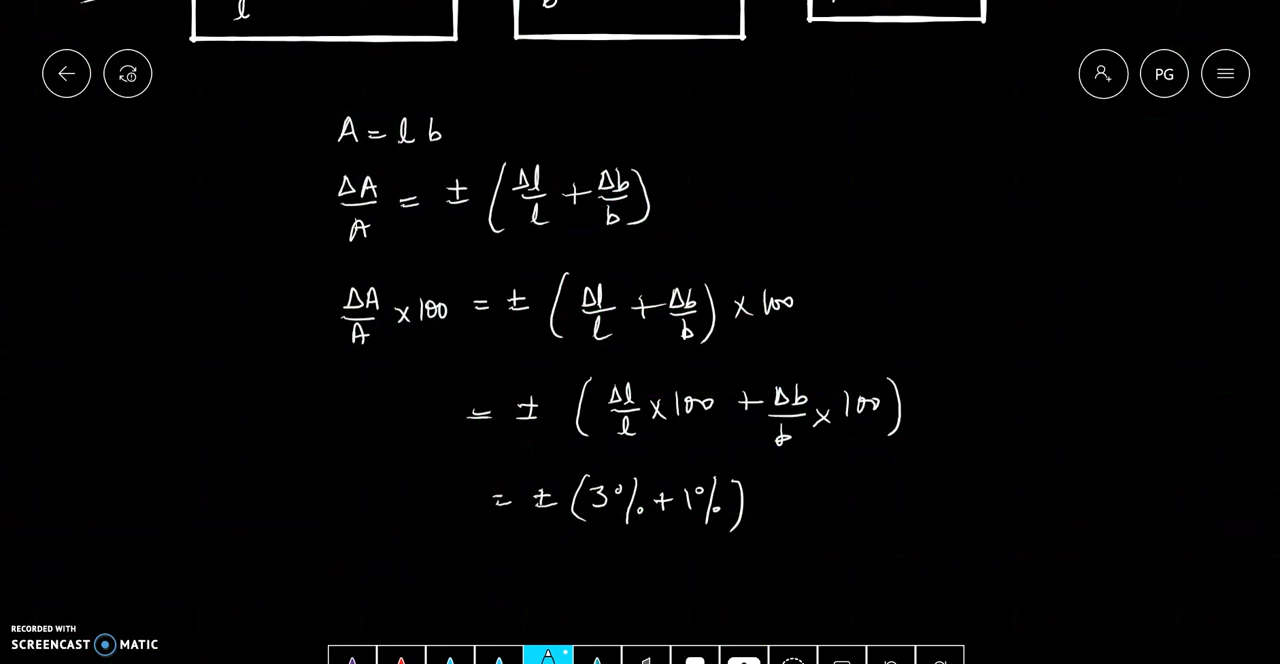 l
b
PG
A = l b
ΔA/A = ± (Δl/l + Δb/b)
ΔA/A × 100 = ± (Δl/l + Δb/b) × 100
= ± (Δl/l × 100 + Δb/b × 100)
= ± (3% + 1%)
RECORDED WITH
SCREENCAST MATIC